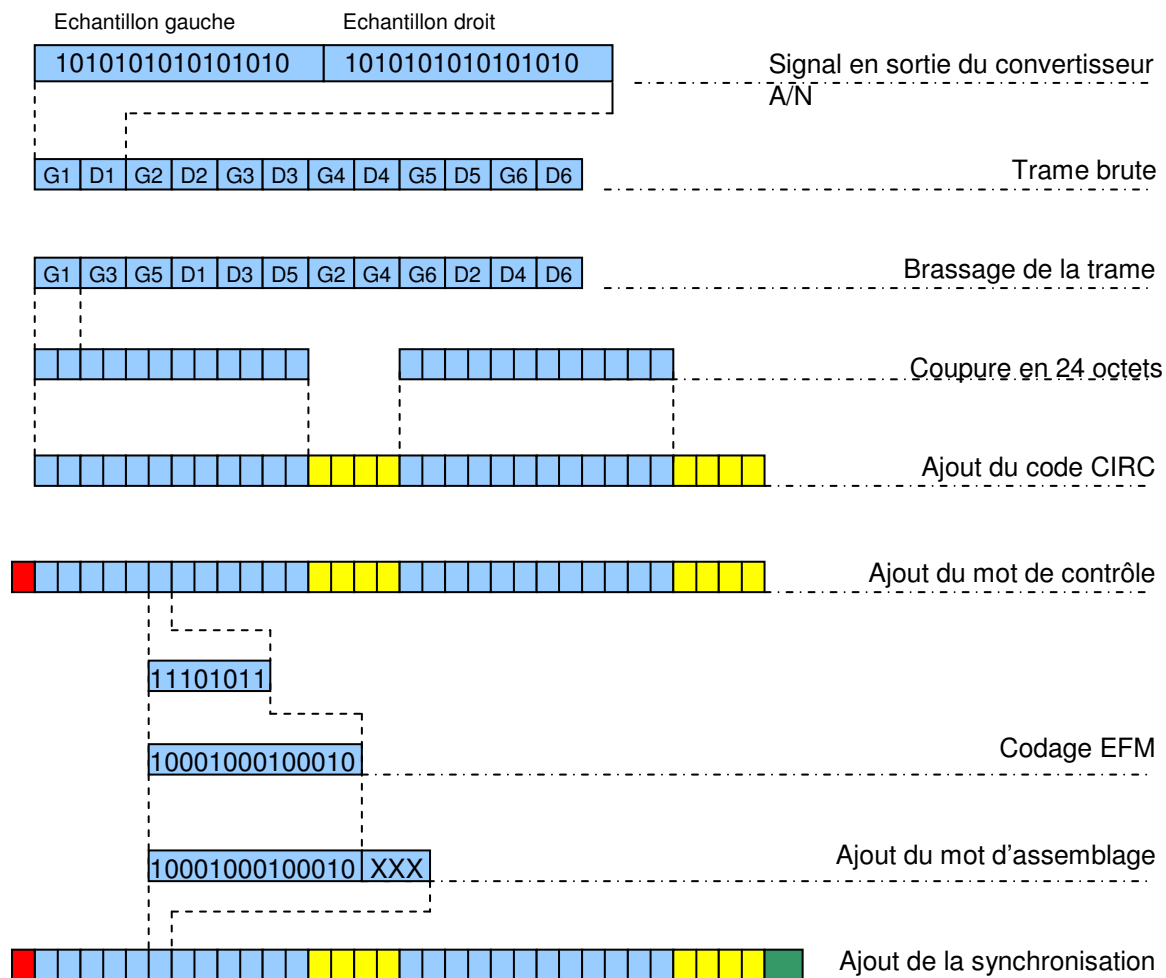 Echantillon gauche Echantillon droit
1010101010101010 1010101010101010 Signal en sortie du convertisseur
A/N
G1 D1 G2 D2 G3 D3 G4 D4 G5 D5 G6 D6 Trame brute
G1 G3 G5 D1 D3 D5 G2 G4 G6 D2 D4 D6 Brassage de la trame
Coupure en 24 octets
Ajout du code CIRC
Ajout du mot de contrôle
11101011
10001000100010 Codage EFM
10001000100010 XXX Ajout du mot d'assemblage
Ajout de la synchronisation